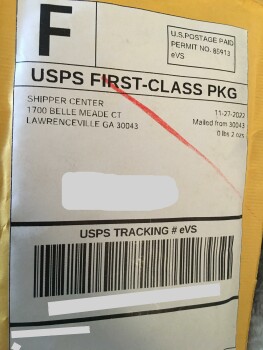 F
U.S.POSTAGE PAID
PERMIT NO: 85913
eVS
USPS FIRST-CLASS PKG
SHIPPER CENTER
1700 BELLE MEADE CT
LAWRENCEVILLE GA 30043
11-27-2022
Mailed from 30043
0 lbs 2 ozs
USPS TRACKING # eVS